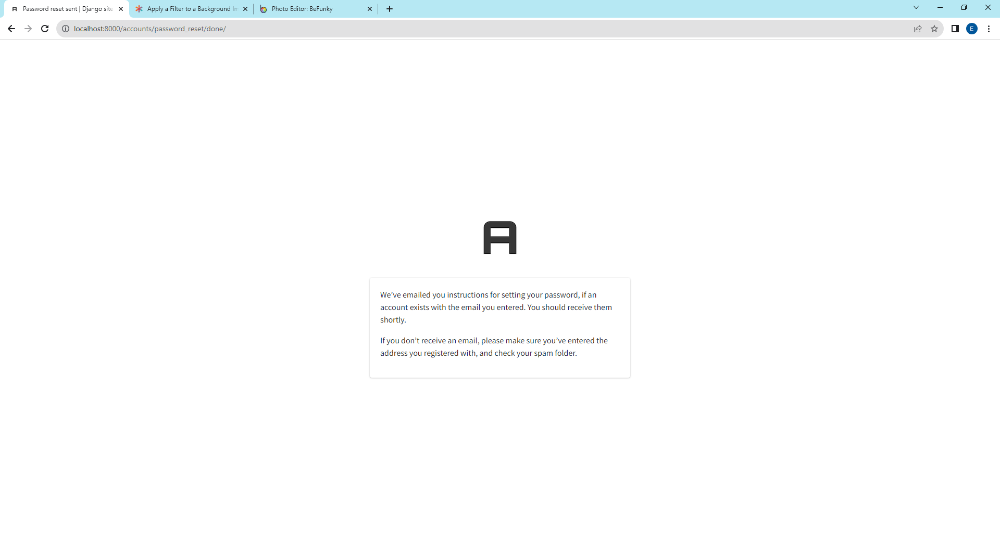 Password reset sent | Django site
Apply a Filter to a Background Im
Photo Editor: BeFunky
localhost:8000/accounts/password_reset/done/
E
A
We’ve emailed you instructions for setting your password, if an
account exists with the email you entered. You should receive them
shortly.
If you don’t receive an email, please make sure you’ve entered the
address you registered with, and check your spam folder.